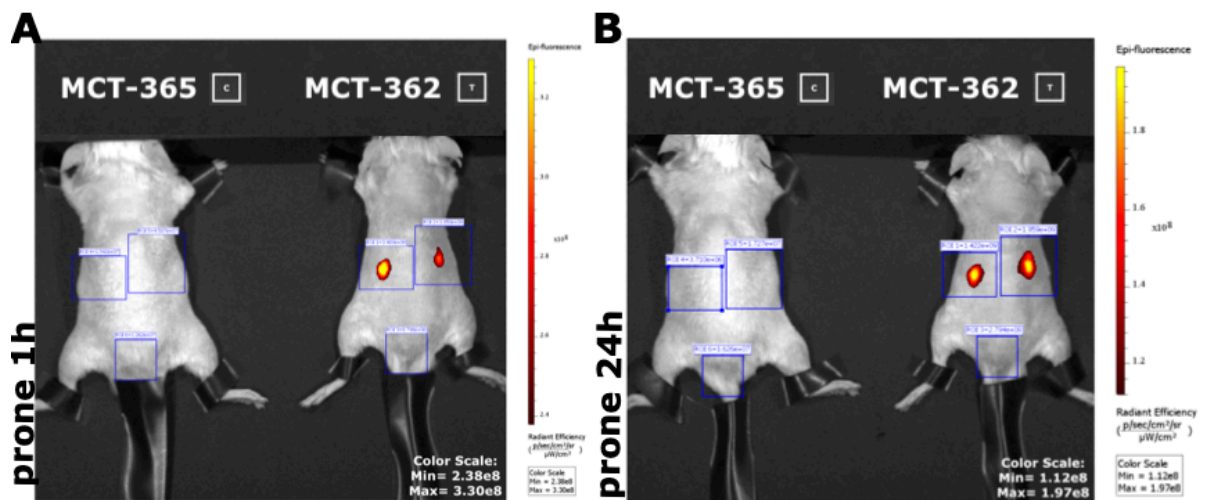 A
B
MCT-365 C
MCT-362 T
Epi-fluorescence
3.2
3.0
x10⁸
2.8
2.6
2.4
Radiant Efficiency
(p/sec/cm²/sr
µW/cm²)
Color Scale:
Min = 2.38e8
Max = 3.30e8
Color Scale:
Min= 2.38e8
Max= 3.30e8
prone 1h
MCT-365 C
MCT-362 T
Epi-fluorescence
1.8
1.6
x10⁸
1.4
1.2
Radiant Efficiency
(p/sec/cm²/sr
µW/cm²)
Color Scale
Min = 1.12e8
Max = 1.97e8
Color Scale:
Min= 1.12e8
Max= 1.97e8
prone 24h